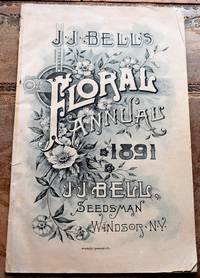 J.J. BELL'S
FLORAL
ANNUAL
1891
J.J. BELL,
SEEDSMAN
WINDSOR. N.Y.